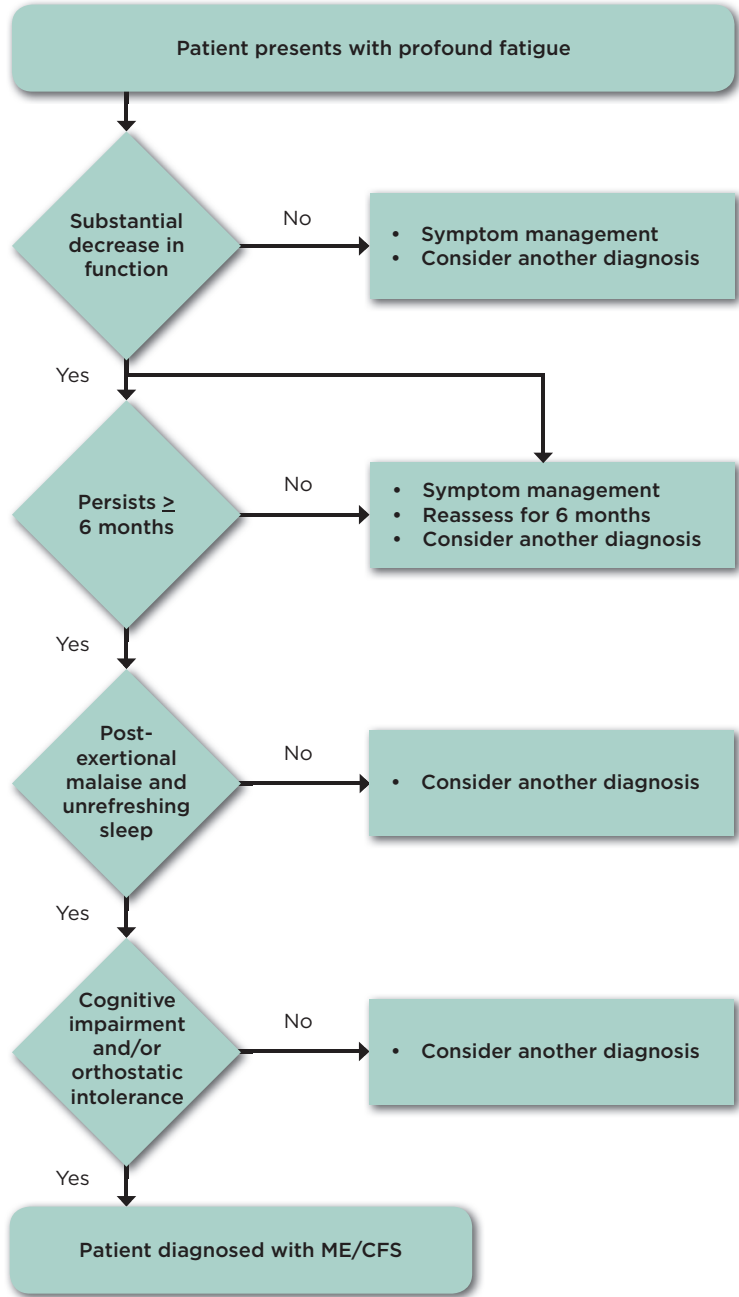 Patient presents with profound fatigue
Substantial
decrease in
function
No
• Symptom management
• Consider another diagnosis
Yes
Persists ≥
6 months
No
• Symptom management
• Reassess for 6 months
• Consider another diagnosis
Yes
Post-
exertional
malaise and
unrefreshing
sleep
No
• Consider another diagnosis
Yes
Cognitive
impairment
and/or
orthostatic
intolerance
No
• Consider another diagnosis
Yes
Patient diagnosed with ME/CFS